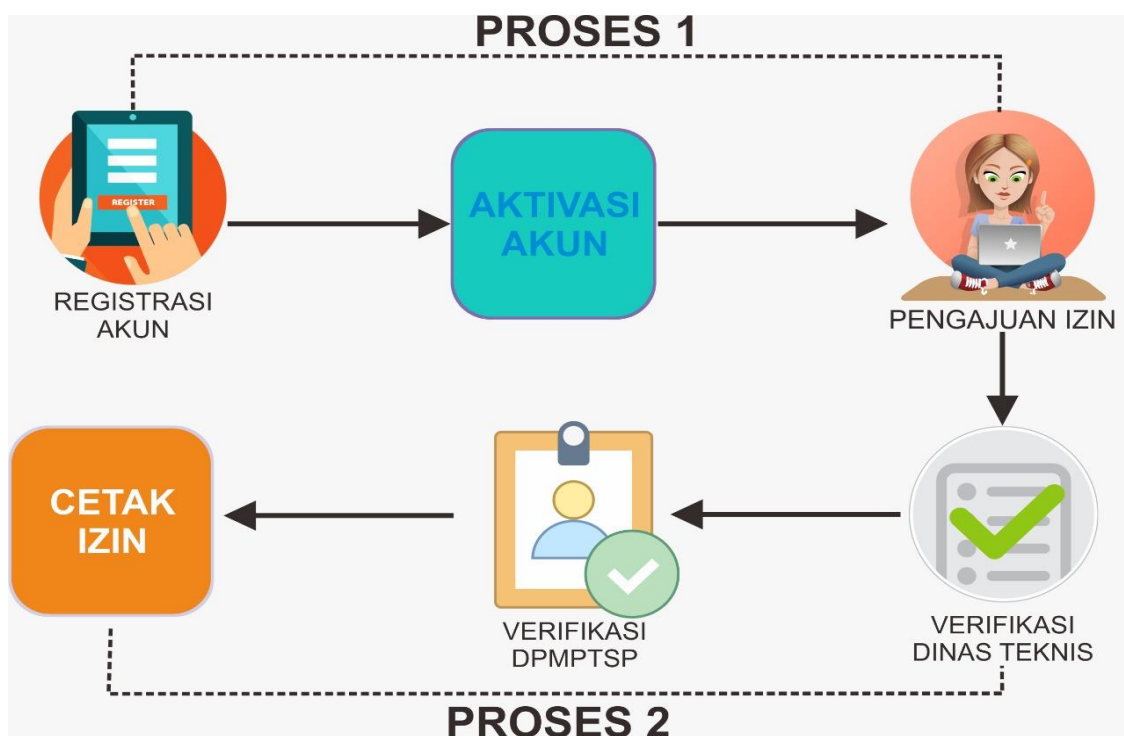 PROSES 1
REGISTER
REGISTRASI
AKUN
AKTIVASI
AKUN
PENGAJUAN IZIN
CETAK
IZIN
VERIFIKASI
DPMPTSP
VERIFIKASI
DINAS TEKNIS
PROSES 2